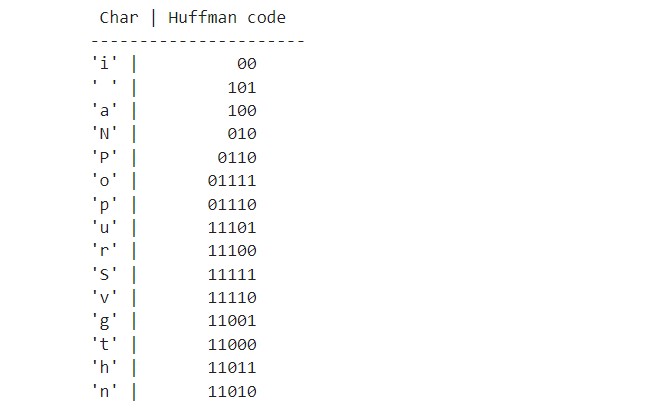 Char | Huffman code
----------------------
'i' | 00
' ' | 101
'a' | 100
'N' | 010
'P' | 0110
'o' | 01111
'p' | 01110
'u' | 11101
'r' | 11100
'S' | 11111
'v' | 11110
'g' | 11001
't' | 11000
'h' | 11011
'n' | 11010